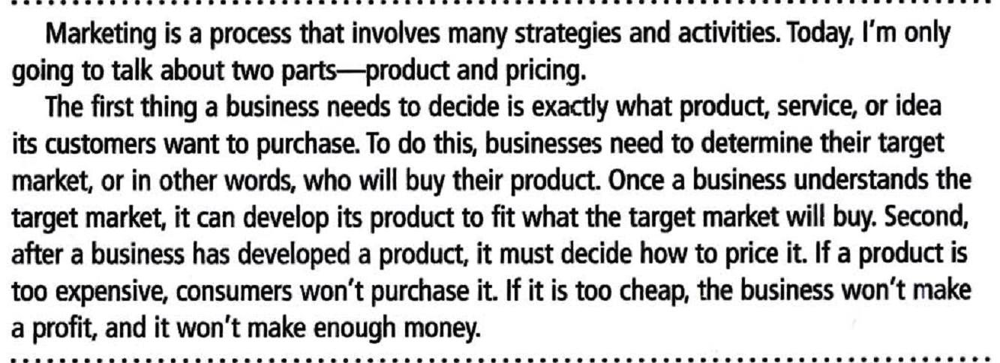 Marketing is a process that involves many strategies and activities. Today, I'm only
going to talk about two parts—product and pricing.
The first thing a business needs to decide is exactly what product, service, or idea
its customers want to purchase. To do this, businesses need to determine their target
market, or in other words, who will buy their product. Once a business understands the
target market, it can develop its product to fit what the target market will buy. Second,
after a business has developed a product, it must decide how to price it. If a product is
too expensive, consumers won't purchase it. If it is too cheap, the business won't make
a profit, and it won't make enough money.